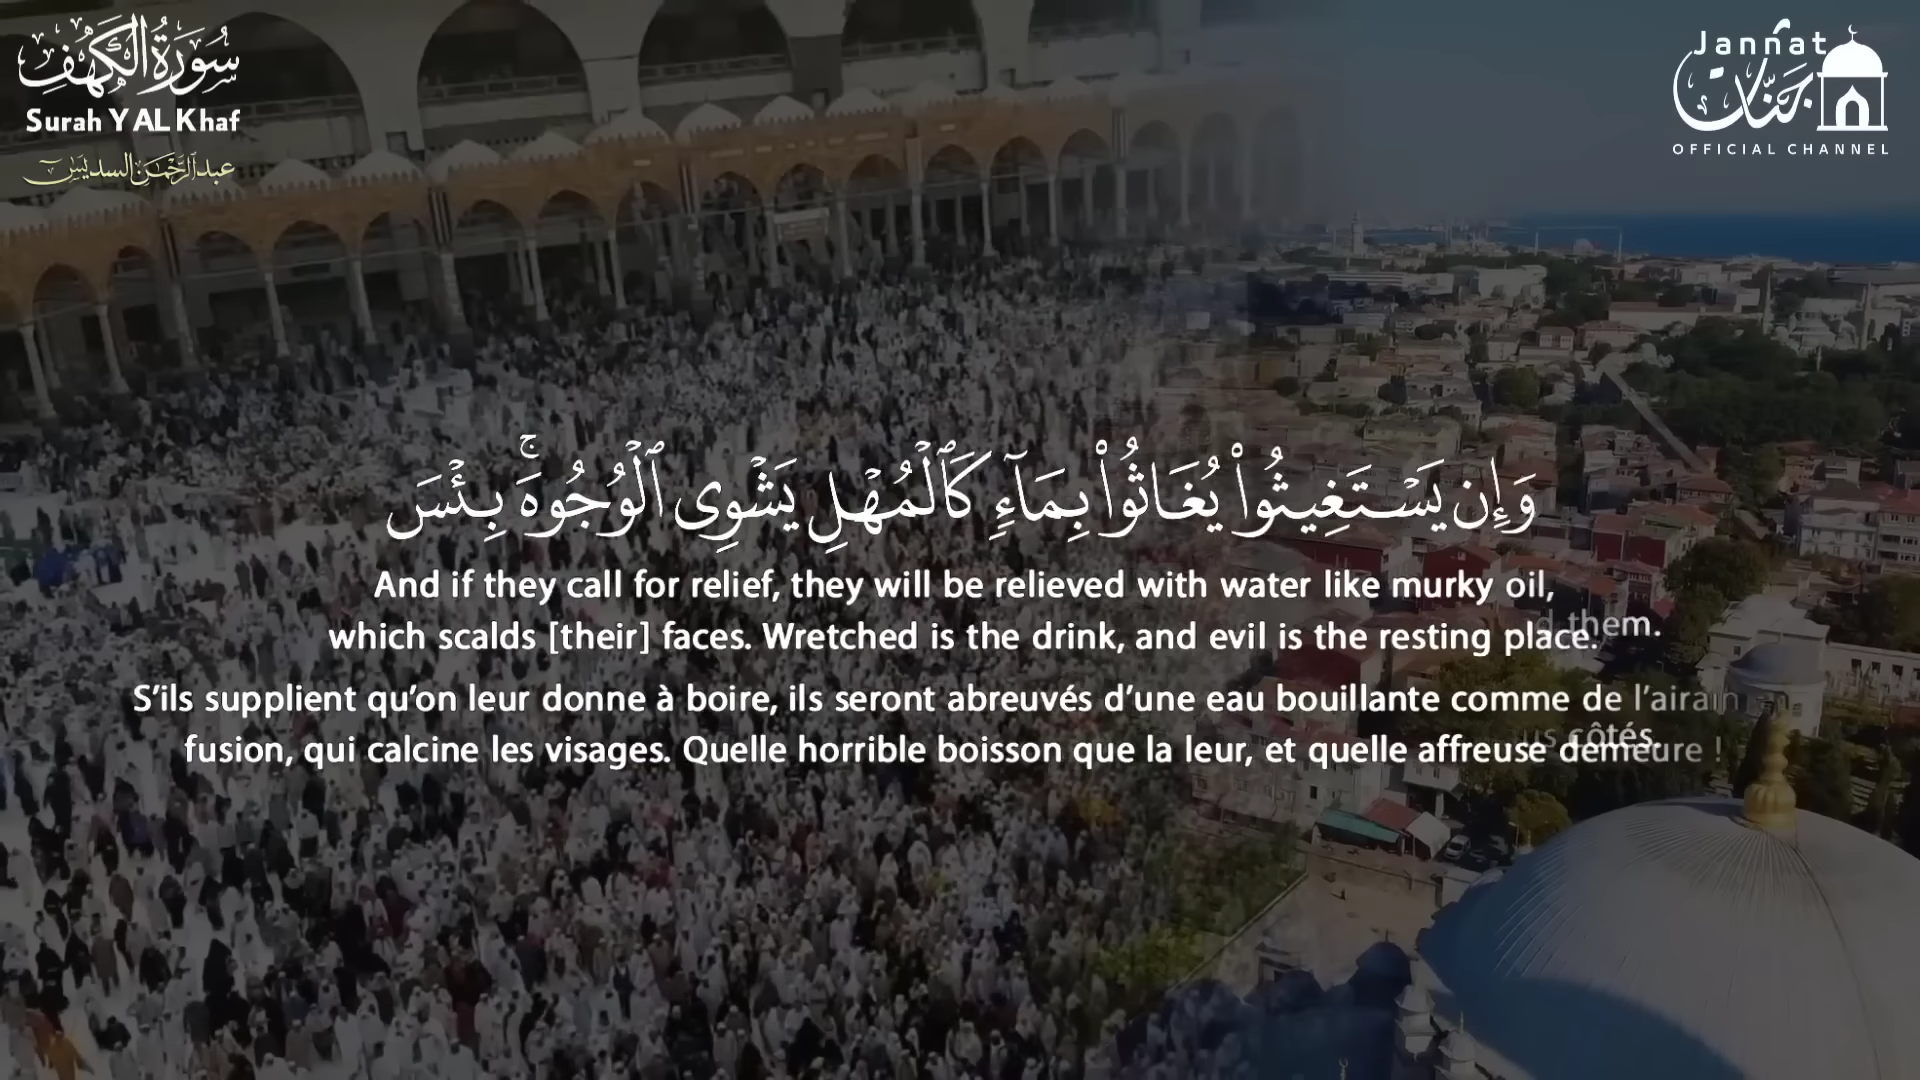 سُورَةُ الكَهْفِ
Surah Y AL Khaf
عبد الرحمن السديس
Jannat
جنات
OFFICIAL CHANNEL
وَإِن يَسْتَغِيثُوا۟ يُغَاثُوا۟ بِمَآءٍ كَٱلْمُهْلِ يَشْوِى ٱلْوُجُوهَ ۚ بِئْسَ
And if they call for relief, they will be relieved with water like murky oil,
which scalds [their] faces. Wretched is the drink, and evil is the resting place.
them.
S’ils supplient qu’on leur donne à boire, ils seront abreuvés d’une eau bouillante comme de l’airain
fusion, qui calcine les visages. Quelle horrible boisson que la leur, et quelle affreuse demeure !
côtés.